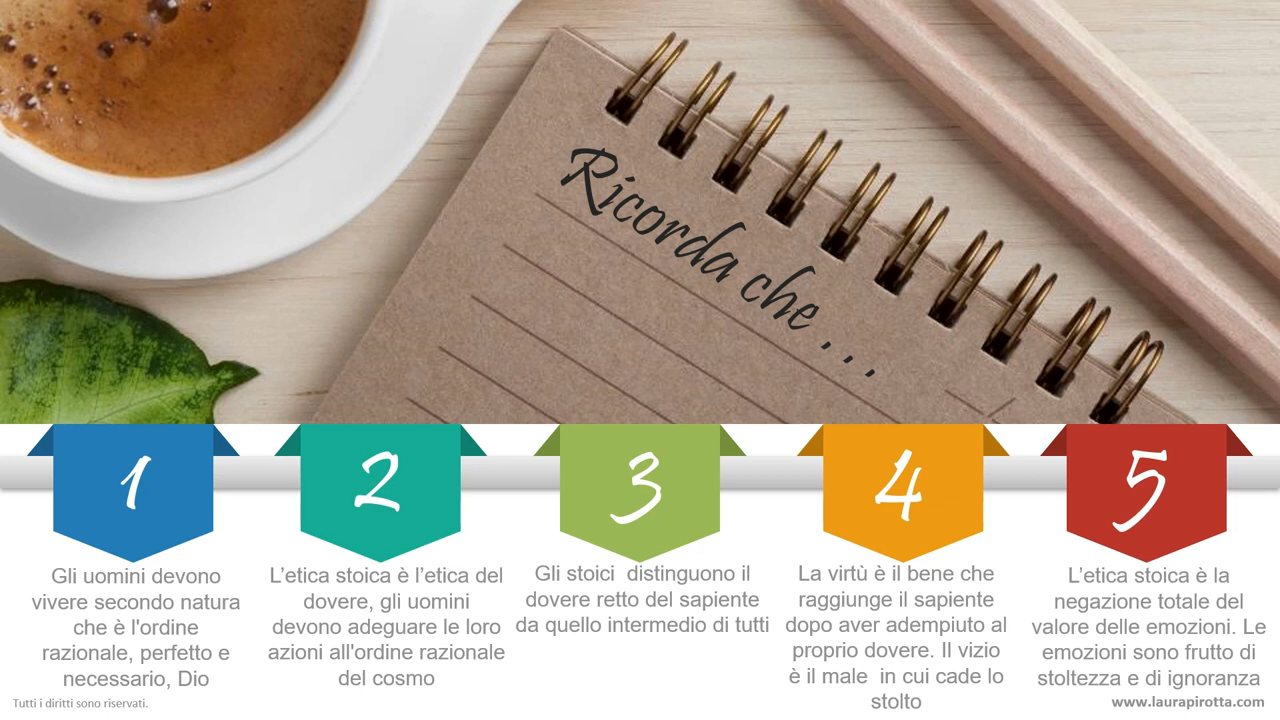 Ricorda che . . .
1
Gli uomini devono
vivere secondo natura
che è l'ordine
razionale, perfetto e
necessario, Dio
2
L’etica stoica è l’etica del
dovere, gli uomini
devono adeguare le loro
azioni all'ordine razionale
del cosmo
3
Gli stoici  distinguono il
dovere retto del sapiente
da quello intermedio di tutti
4
La virtù è il bene che
raggiunge il sapiente
dopo aver adempiuto al
proprio dovere. Il vizio
è il male  in cui cade lo
stolto
5
L’etica stoica è la
negazione totale del
valore delle emozioni. Le
emozioni sono frutto di
stoltezza e di ignoranza
Tutti i diritti sono riservati.
www.laurapirotta.com